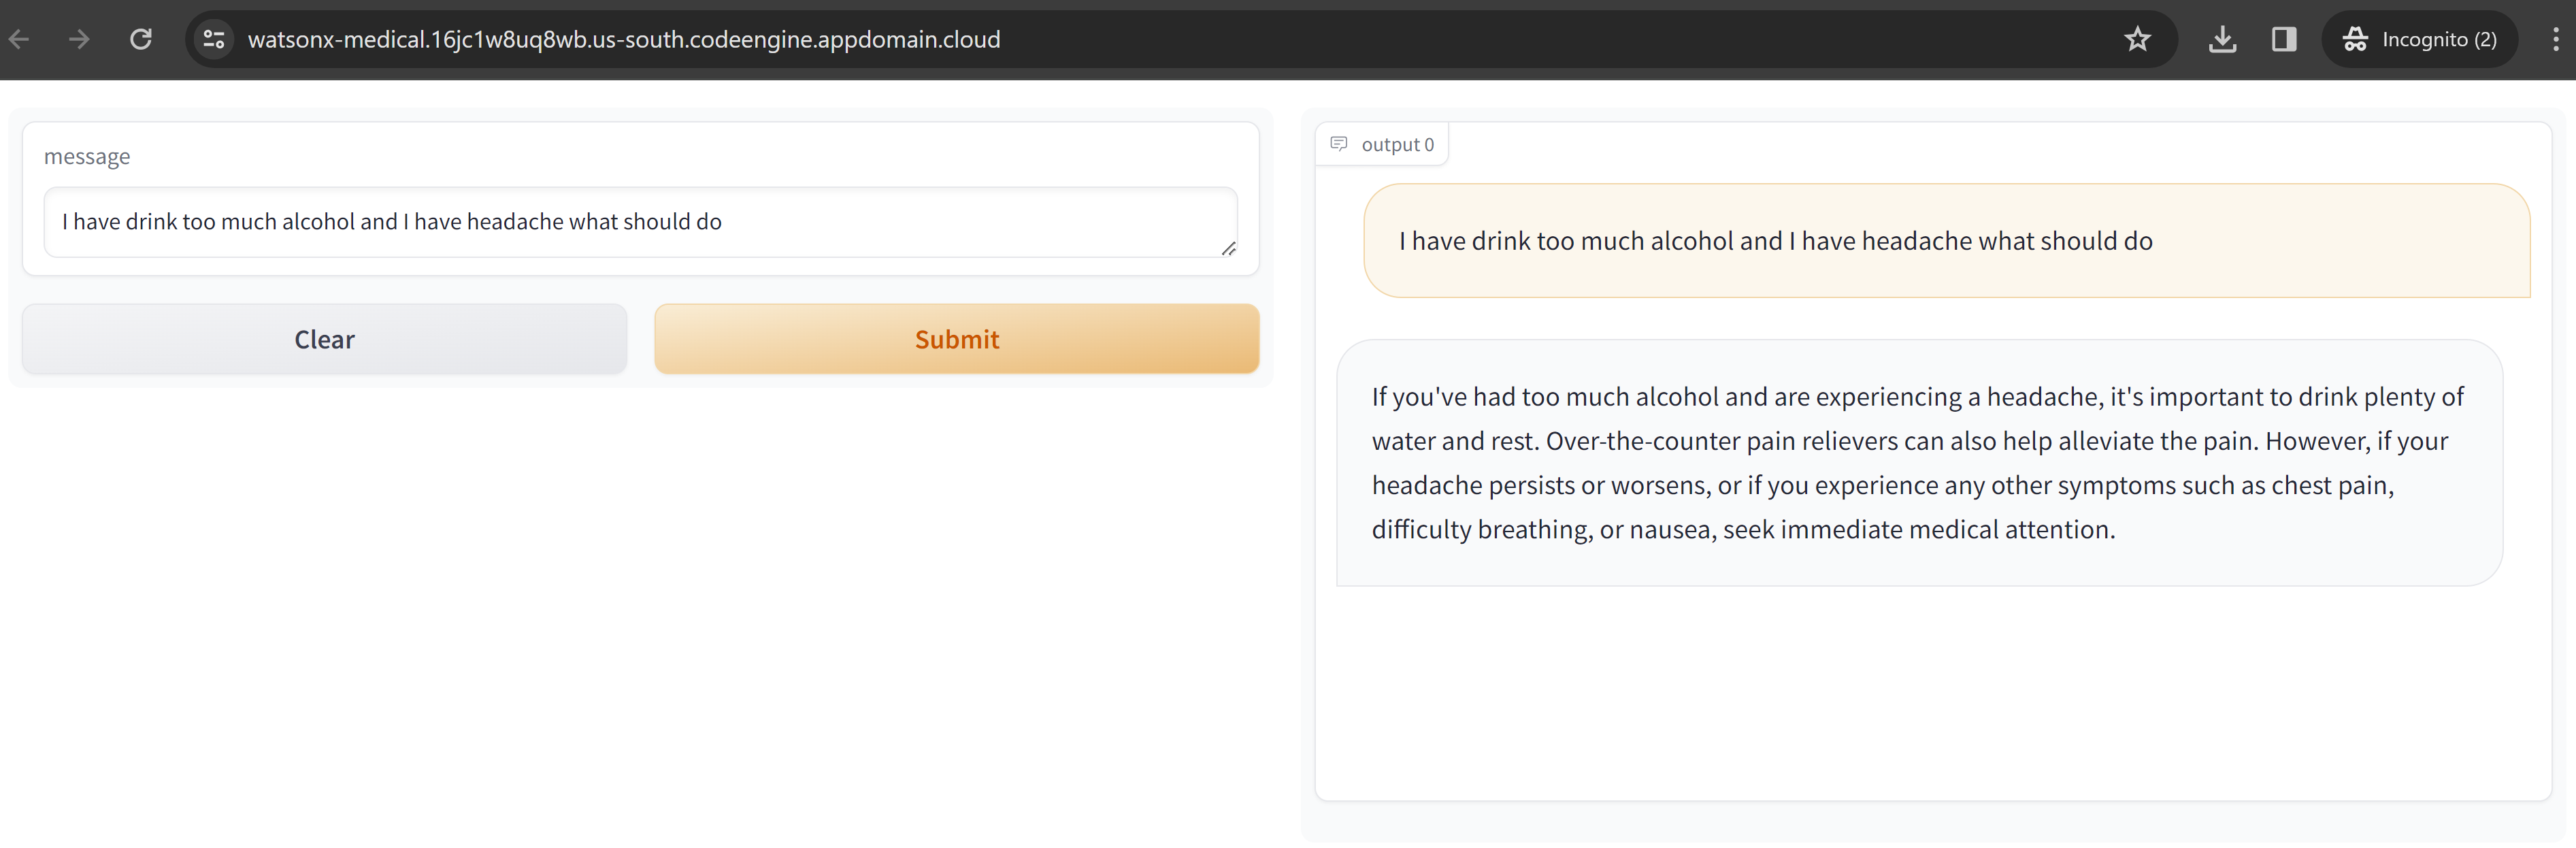 watsonx-medical.16jc1w8uq8wb.us-south.codeengine.appdomain.cloud
Incognito (2)
message
I have drink too much alcohol and I have headache what should do
Clear
Submit
output 0
I have drink too much alcohol and I have headache what should do
If you've had too much alcohol and are experiencing a headache, it's important to drink plenty of
water and rest. Over-the-counter pain relievers can also help alleviate the pain. However, if your
headache persists or worsens, or if you experience any other symptoms such as chest pain,
difficulty breathing, or nausea, seek immediate medical attention.